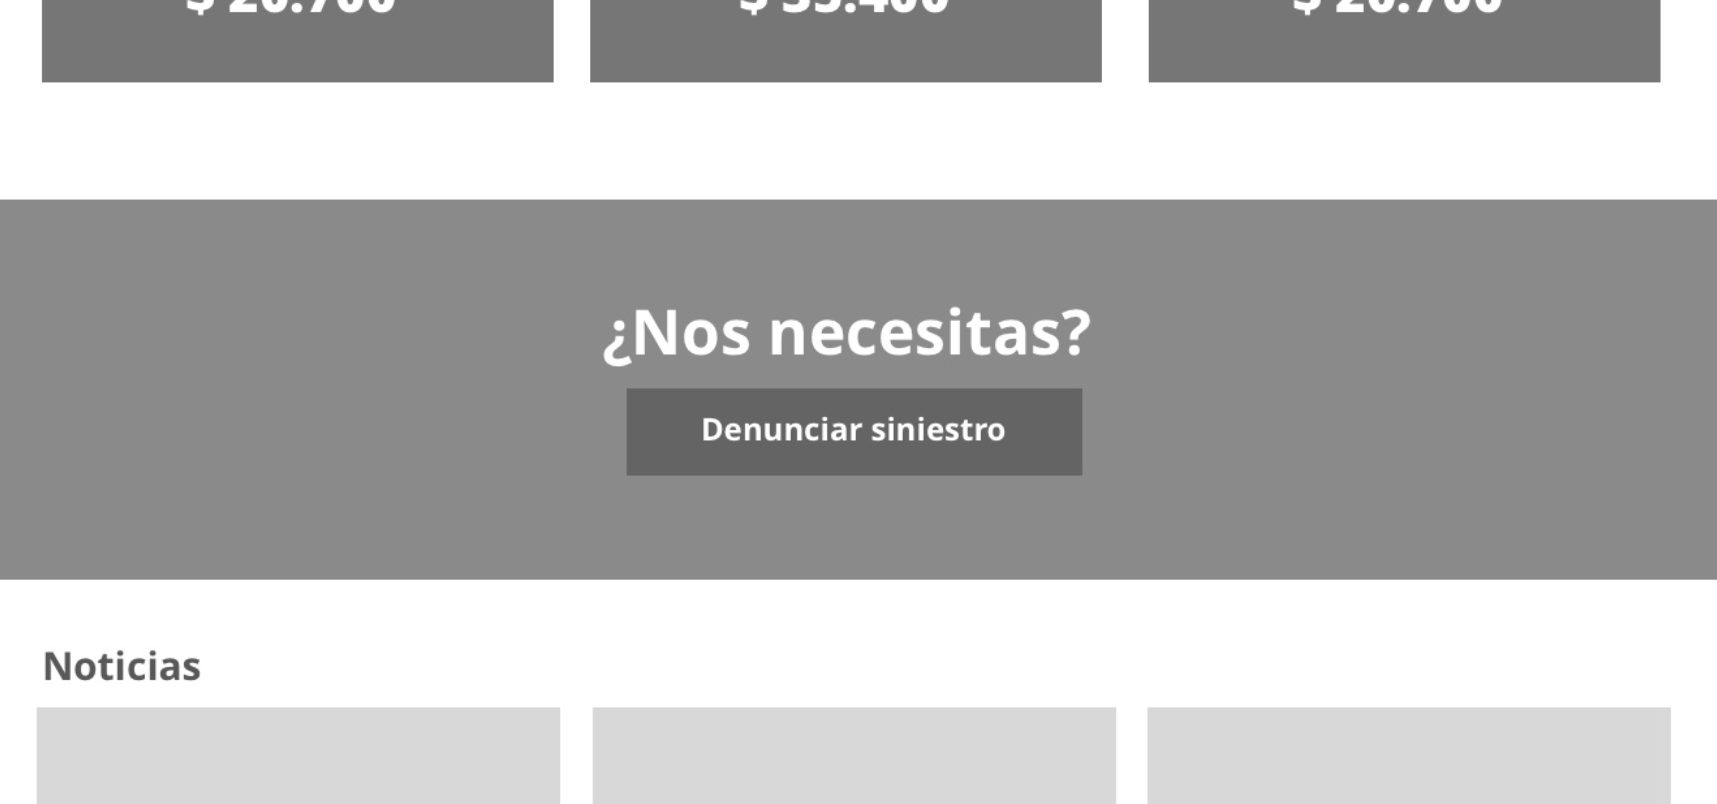 ¿Nos necesitas?
Denunciar siniestro
Noticias